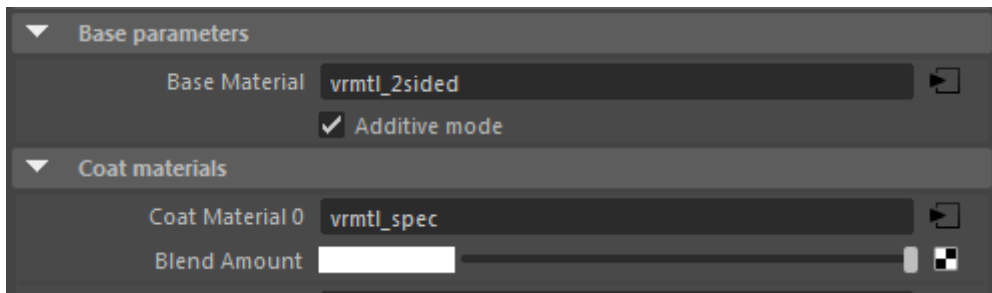 Base parameters
Base Material vrmtl_2sided
Additive mode
Coat materials
Coat Material 0 vrmtl_spec
Blend Amount